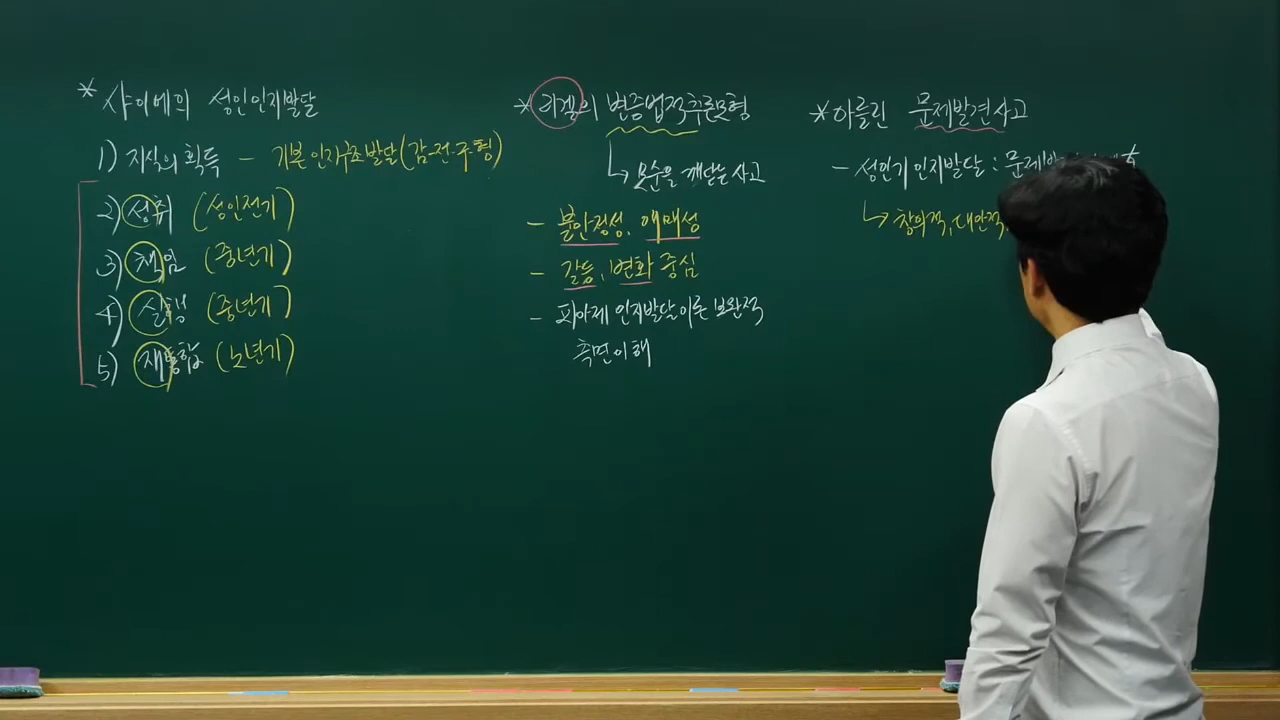 * 샤이에의 성인인지발달
1) 지식의 획득 - 기본인지구조발달(감·전·구·형)
2) 성취 (성인전기)
3) 책임 (중년기)
4) 실행 (중년기)
5) 재통합 (노년기)
* 리겔의 변증법적추론모형
↳ 모순을 깨닫는 사고
- 불안정성, 애매성
- 갈등, 변화 중심
- 피아제 인지발달이론 보완적
측면이해
* 아를린 문제발견사고
- 성인기 인지발달 : 문제발
↳ 창의적, 대안적